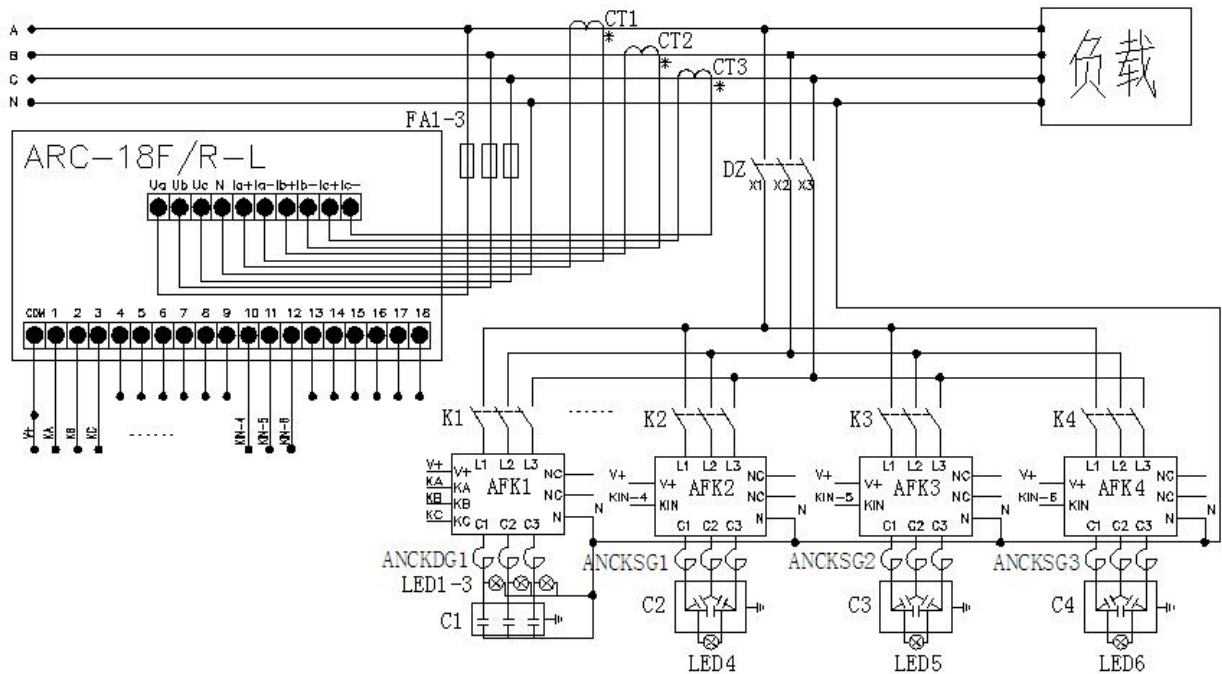 A
CT1
*
B
CT2
*
C
CT3
*
N
负载
FA1-3
ARC-18F/R-L
Ua Ub Uc N Ia+ Ia- Ib+ Ib- Ic+ Ic-
DZ
X1 X2 X3
COM 1 2 3 4 5 6 7 8 9 10 11 12 13 14 15 16 17 18
V+ KA KB KC ...... KIN-4 KIN-5 KIN-6
K1 ...... K2 K3 K4
L1 L2 L3
V+ V+
KA KA
KB KB
KC KC
AFK1
NC
NC
N
C1 C2 C3
L1 L2 L3
V+ V+
KIN-4 KIN
AFK2
NC
NC
N
N
C1 C2 C3
L1 L2 L3
V+ V+
KIN-5 KIN
AFK3
NC
NC
N
N
C1 C2 C3
L1 L2 L3
V+ V+
KIN-6 KIN
AFK4
NC
NC
N
N
C1 C2 C3
N
ANCKDG1 ANCKSG1 ANCKSG2 ANCKSG3
LED1-3
C1 C2 C3 C4
LED4 LED5 LED6